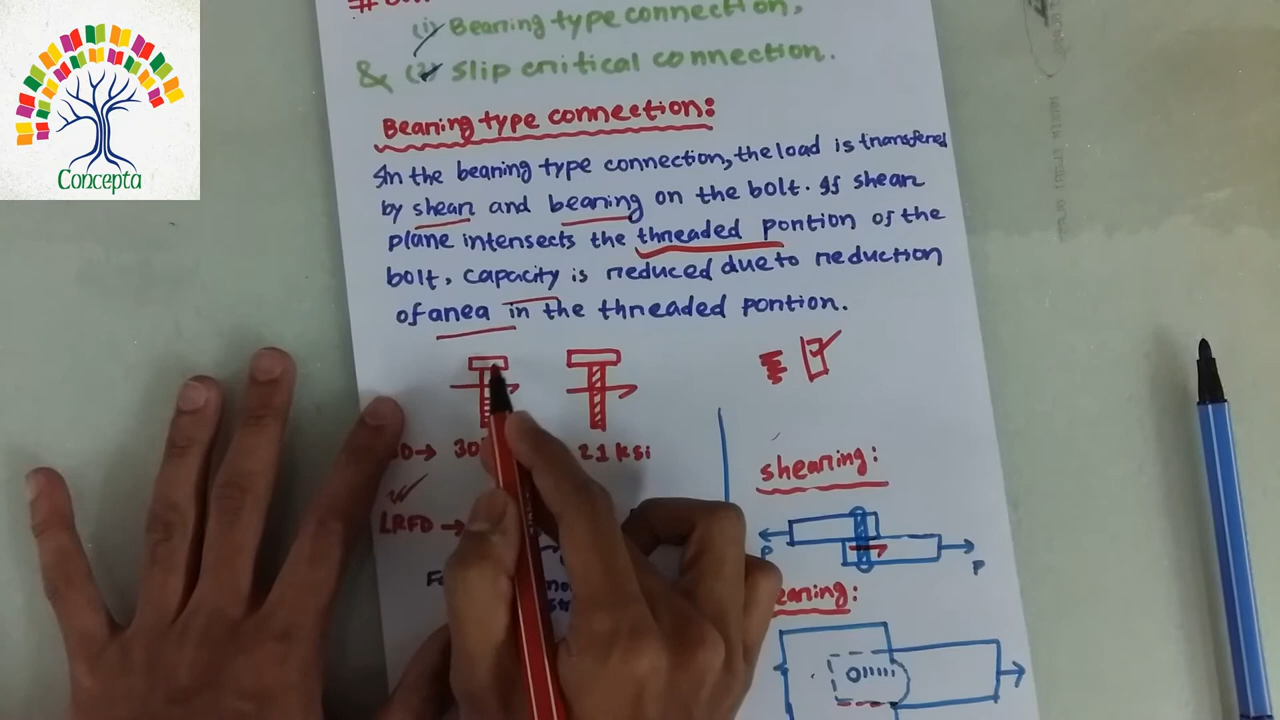 Concepta
(i) Bearing type connection,
& (2) slip critical connection.
Bearing type connection:
In the bearing type connection, the load is transfered
by shear and bearing on the bolt. If shear
plane intersects the threaded portion of the
bolt, capacity is reduced due to reduction
of area in the threaded portion.
30
21 ksi
LRFD →
shearing:
P
P
earing: